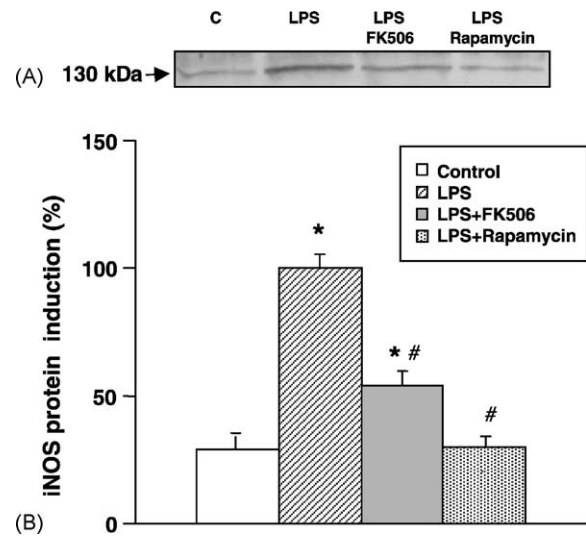 C LPS LPS LPS
FK506 Rapamycin
(A) 130 kDa
150
100
50
0
iNOS protein induction (%)
Control
LPS
LPS+FK506
LPS+Rapamycin
*
* #
#
(B)